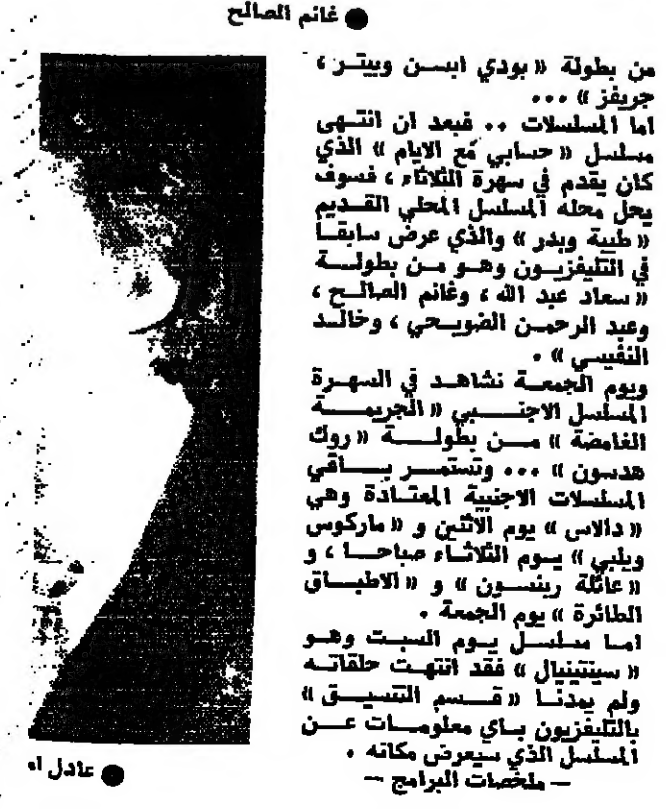 ● غانم الصالح
من بطولة « بودي ابسن وبيتر ،
جريفز » ...
اما المسلسلات .. فبعد ان انتهى
مسلسل « حسابي مع الايام » الذي
كان يقدم في سهرة الثلاثاء ، فسوف
يحل محله المسلسل المحلي القديم
« طيبة وبدر » والذي عرض سابقا
في التليفزيون وهو من بطولة
« سعاد عبد الله ، وغانم الصالح ،
وعبد الرحمن الضويحي ، وخالد
النفيسي » .
ويوم الجمعة نشاهد في السهرة
المسلسل الاجنبي « الجريمة
الغامضة » من بطولة « روك
هدسون » ... وتستمر باقي
المسلسلات الاجنبية المعتادة وهي
« دالاس » يوم الاثنين و « ماركوس
ويلبي » يوم الثلاثاء صباحا ، و
« عائلة رينسون » و « الاطباق
الطائرة » يوم الجمعة .
اما مسلسل يوم السبت وهو
« سينتينيال » فقد انتهت حلقاته
ولم يمدنا « قسم التنسيق »
بالتليفزيون باي معلومات عن
المسلسل الذي سيعرض مكانه .
— ملخصات البرامج —
● عادل